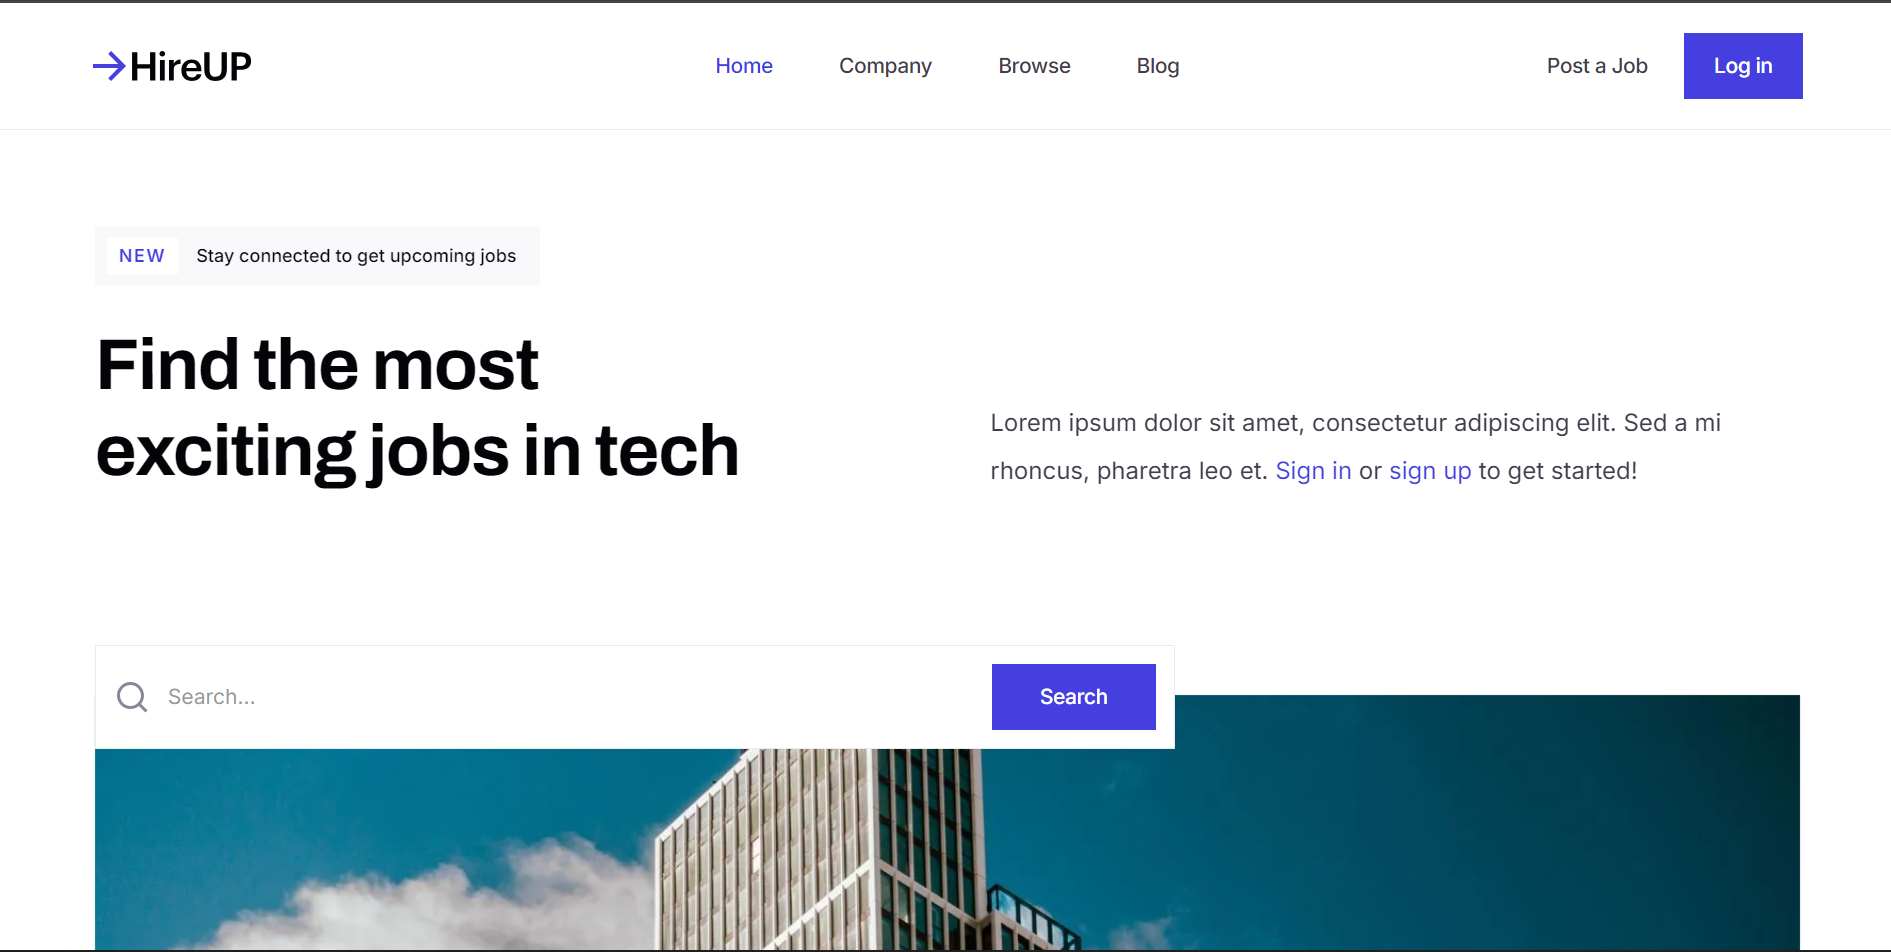 HireUP
Home
Company
Browse
Blog
Post a Job
Log in
NEW
Stay connected to get upcoming jobs
Find the most
exciting jobs in tech
Lorem ipsum dolor sit amet, consectetur adipiscing elit. Sed a mi
rhoncus, pharetra leo et. Sign in or sign up to get started!
Search...
Search